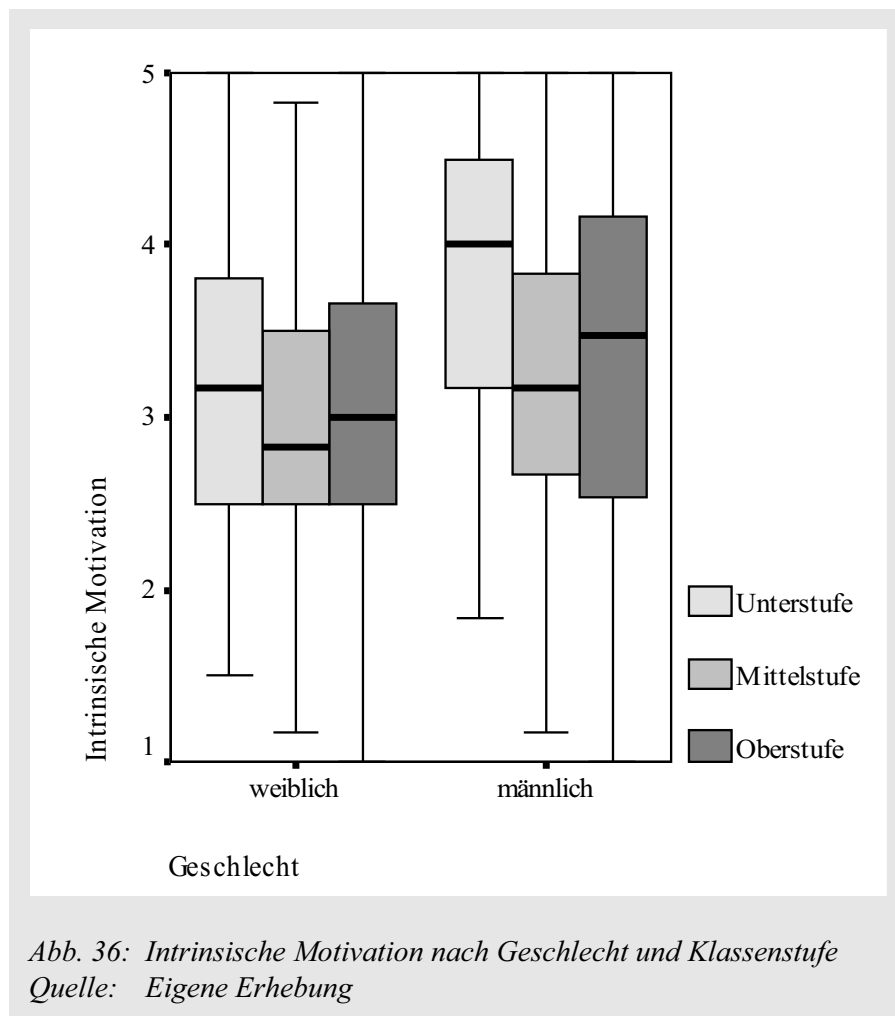 5
4
3
2
1
Intrinsische Motivation
weiblich
männlich
Geschlecht
Unterstufe
Mittelstufe
Oberstufe
Abb. 36: Intrinsische Motivation nach Geschlecht und Klassenstufe
Quelle: Eigene Erhebung